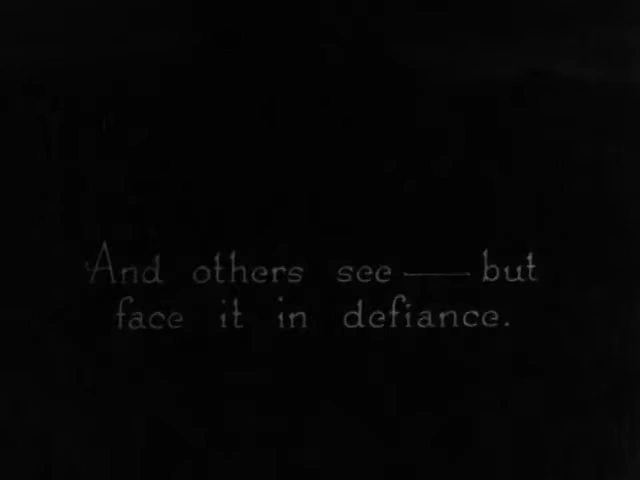 And others see — but
face it in defiance.